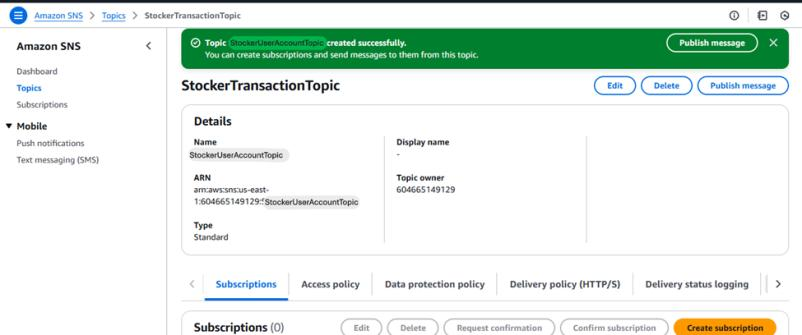 Amazon SNS > Topics > StockerTransactionTopic
Amazon SNS
Dashboard
Topics
Subscriptions
Mobile
Push notifications
Text messaging (SMS)
Topic StockerUserAccountTopic created successfully.
You can create subscriptions and send messages to them from this topic.
Publish message
StockerTransactionTopic
Edit
Delete
Publish message
Details
Name
StockerUserAccountTopic
ARN
arn:aws:sns:us-east-
1:604665149129:StockerUserAccountTopic
Type
Standard
Display name
-
Topic owner
604665149129
Subscriptions
Access policy
Data protection policy
Delivery policy (HTTP/S)
Delivery status logging
Subscriptions (0)
Edit
Delete
Request confirmation
Confirm subscription
Create subscription